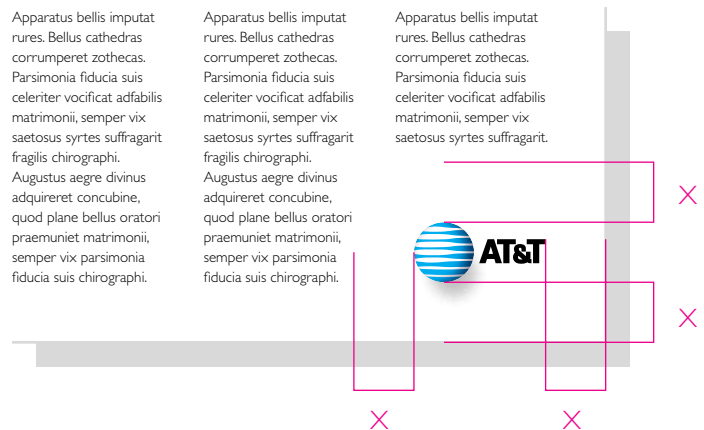 Apparatus bellis imputat
rures. Bellus cathedras
corrumperet zothecas.
Parsimonia fiducia suis
celeriter vocificat adfabilis
matrimonii, semper vix
saetosus syrtes suffragarit
fragilis chirographi.
Augustus aegre divinus
adquireret concubine,
quod plane bellus oratori
praemuniet matrimonii,
semper vix parsimonia
fiducia suis chirographi.
Apparatus bellis imputat
rures. Bellus cathedras
corrumperet zothecas.
Parsimonia fiducia suis
celeriter vocificat adfabilis
matrimonii, semper vix
saetosus syrtes suffragarit
fragilis chirographi.
Augustus aegre divinus
adquireret concubine,
quod plane bellus oratori
praemuniet matrimonii,
semper vix parsimonia
fiducia suis chirographi.
Apparatus bellis imputat
rures. Bellus cathedras
corrumperet zothecas.
Parsimonia fiducia suis
celeriter vocificat adfabilis
matrimonii, semper vix
saetosus syrtes suffragarit.
X
AT&T
X
X
X